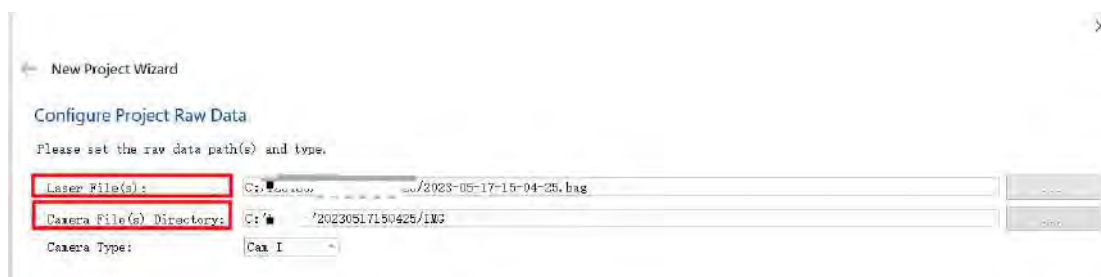 New Project Wizard
Configure Project Raw Data
Please set the raw data path(s) and type.
Laser File(s): C:/ /2023-05-17-15-04-25.bag ...
Camera File(s) Directory: C:/ /20230517150425/IMG ...
Camera Type: Cam I